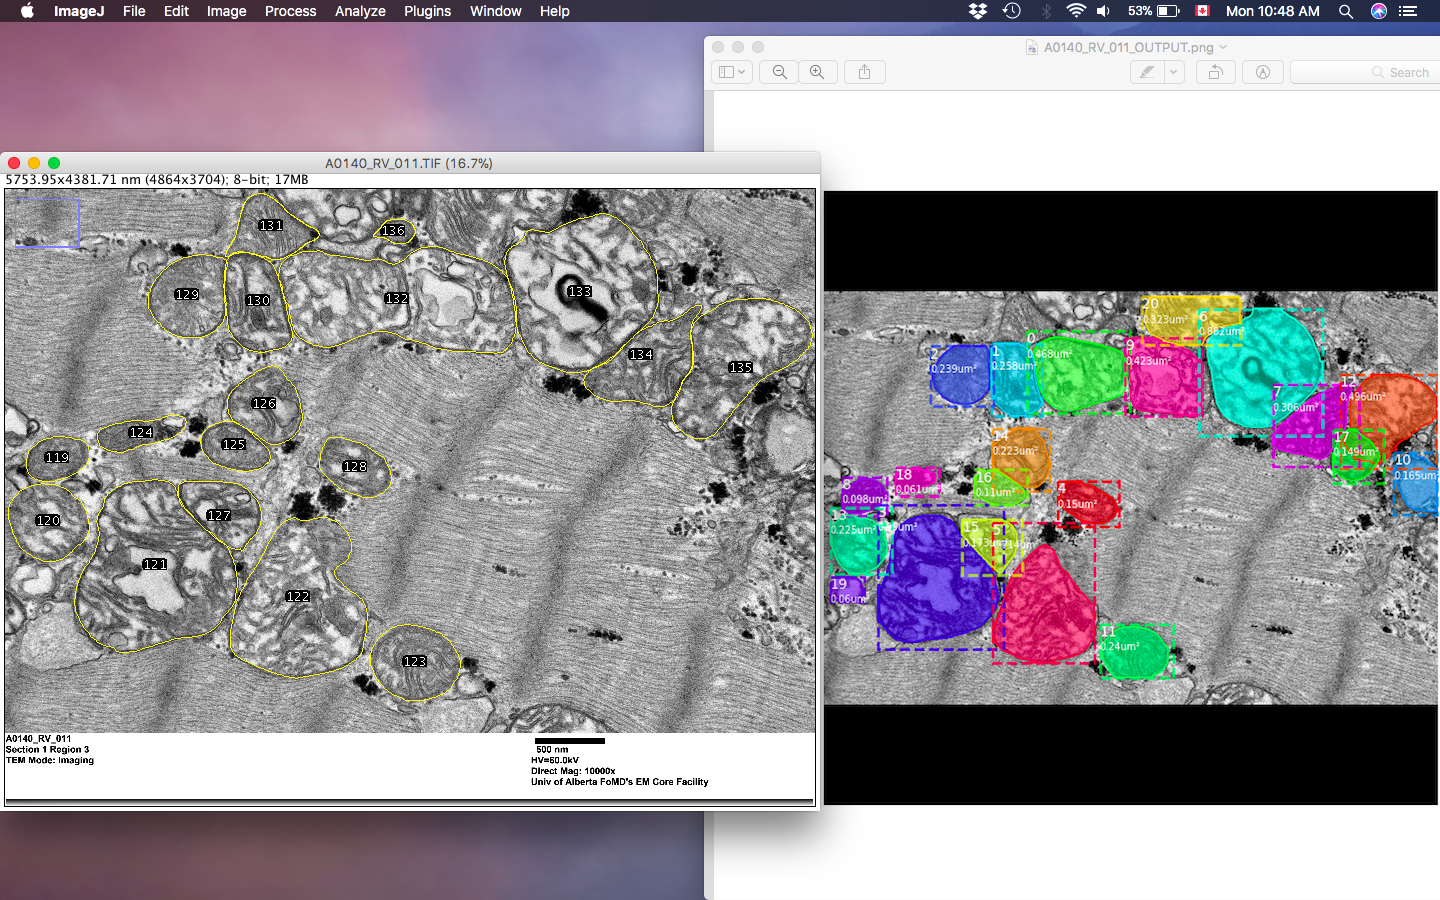 ImageJ File Edit Image Process Analyze Plugins Window Help
53% Mon 10:48 AM
A0140_RV_011_OUTPUT.png
Search
A0140_RV_011.TIF (16.7%)
5753.95x4381.71 nm (4864x3704); 8-bit; 17MB
131
136
129
130
132
133
134
135
126
124
125
119
128
120
127
121
122
123
A0140_RV_011
Section 1 Region 3
TEM Mode: Imaging
500 nm
HV=60.0kV
Direct Mag: 10000x
Univ of Alberta FoMD's EM Core Facility
20
0.323um²
6
0.862um²
2
0.239um²
1
0.258um²
0
0.468um²
9
0.423um²
7
0.306um²
12
0.496um²
14
0.223um²
17
0.149um²
10
0.165um²
18
0.061um²
16
0.11um²
8
0.098um²
4
0.15um²
13
0.225um²
3
15
0.173um²
5
19
0.06um²
11
0.24um²